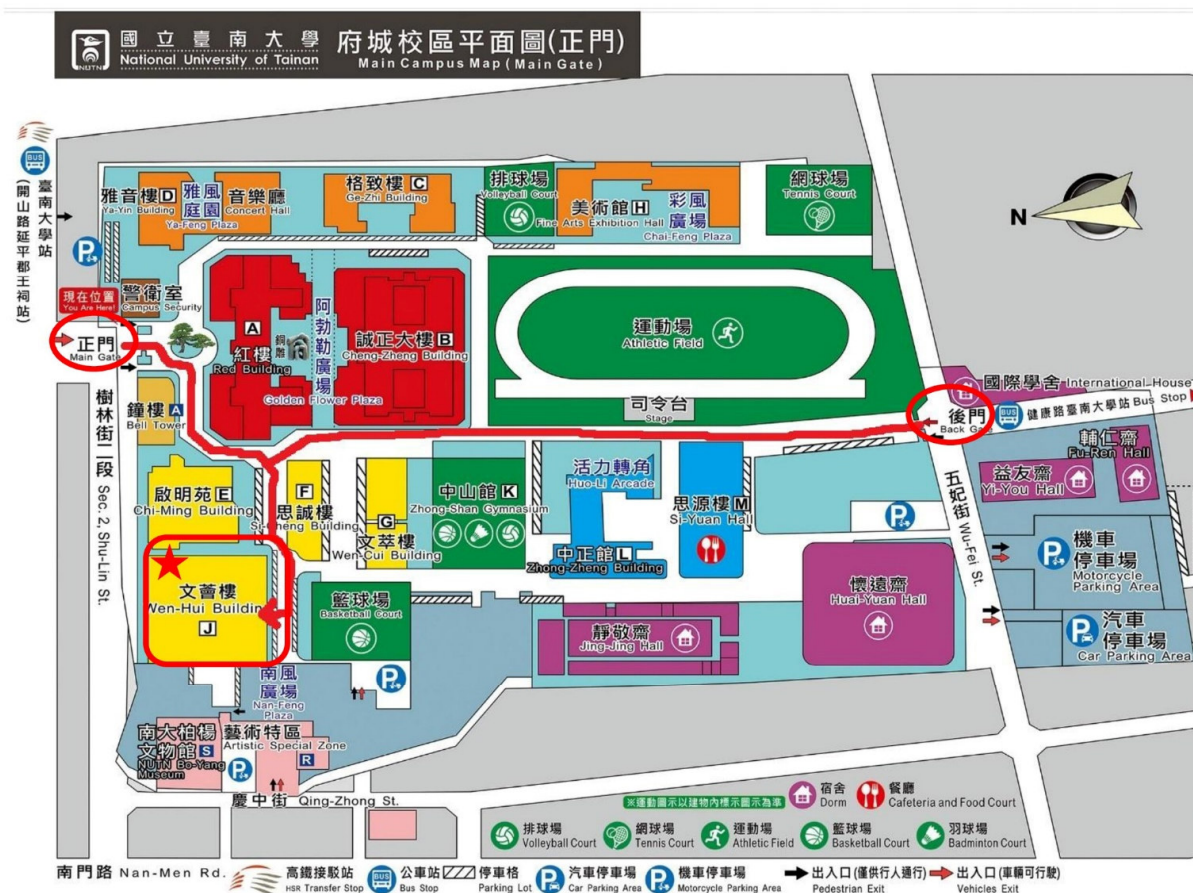 國立臺南大學
National University of Tainan
NUTN
府城校區平面圖(正門)
Main Campus Map (Main Gate)
BUS
臺南大學站
(開山路延平郡王祠站)
雅音樓 D
Ya-Yin Building
雅風
庭園
Ya-Feng Plaza
音樂廳
Concert Hall
格致樓 C
Ge-Zhi Building
排球場
Volleyball Court
美術館 H
Fine Arts Exhibition Hall
彩風
廣場
Chai-Feng Plaza
網球場
Tennis Court
N
P
現在位置
You Are Here!
警衛室
Campus Security
正門
Main Gate
A
紅樓
Red Building
銅雕
阿勃勒廣場
Golden Flower Plaza
誠正大樓 B
Cheng-Zheng Building
運動場
Athletic Field
司令台
Stage
國際學舍 International House
後門
Back Gate
BUS
健康路臺南大學站 Bus Stop
樹林街二段 Sec. 2, Shu-Lin St.
鐘樓 A
Bell Tower
啟明苑 E
Chi-Ming Building
F
思誠樓
Si-Cheng Building
G
文萃樓
Wen-Cui Building
中山館 K
Zhong-Shan Gymnasium
活力轉角
Huo-Li Arcade
中正館 L
Zhong-Zheng Building
思源樓 M
Si-Yuan Hall
P
五妃街 Wu-Fei St.
輔仁齋
Fu-Ren Hall
益友齋
Yi-You Hall
P
機車
停車場
Motorcycle
Parking Area
P
汽車
停車場
Car Parking Area
文薈樓
Wen-Hui Building
J
籃球場
Basketball Court
靜敬齋
Jing-Jing Hall
懷遠齋
Huai-Yuan Hall
P
南風
廣場
Nan-Feng
Plaza
南大柏楊
文物館 S
NUTN Bo-Yang
Museum
藝術特區
Artistic Special Zone
R
P
慶中街 Qing-Zhong St.
南門路 Nan-Men Rd.
※運動圖示以建物內標示圖示為準
宿舍
Dorm
餐廳
Cafeteria and Food Court
排球場
Volleyball Court
網球場
Tennis Court
運動場
Athletic Field
籃球場
Basketball Court
羽球場
Badminton Court
高鐵接駁站
HSR Transfer Stop
BUS
公車站
Bus Stop
停車格
Parking Lot
P
汽車停車場
Car Parking Area
P
機車停車場
Motorcycle Parking Area
出入口(僅供行人通行)
Pedestrian Exit
出入口(車輛可行駛)
Vehicles Exit